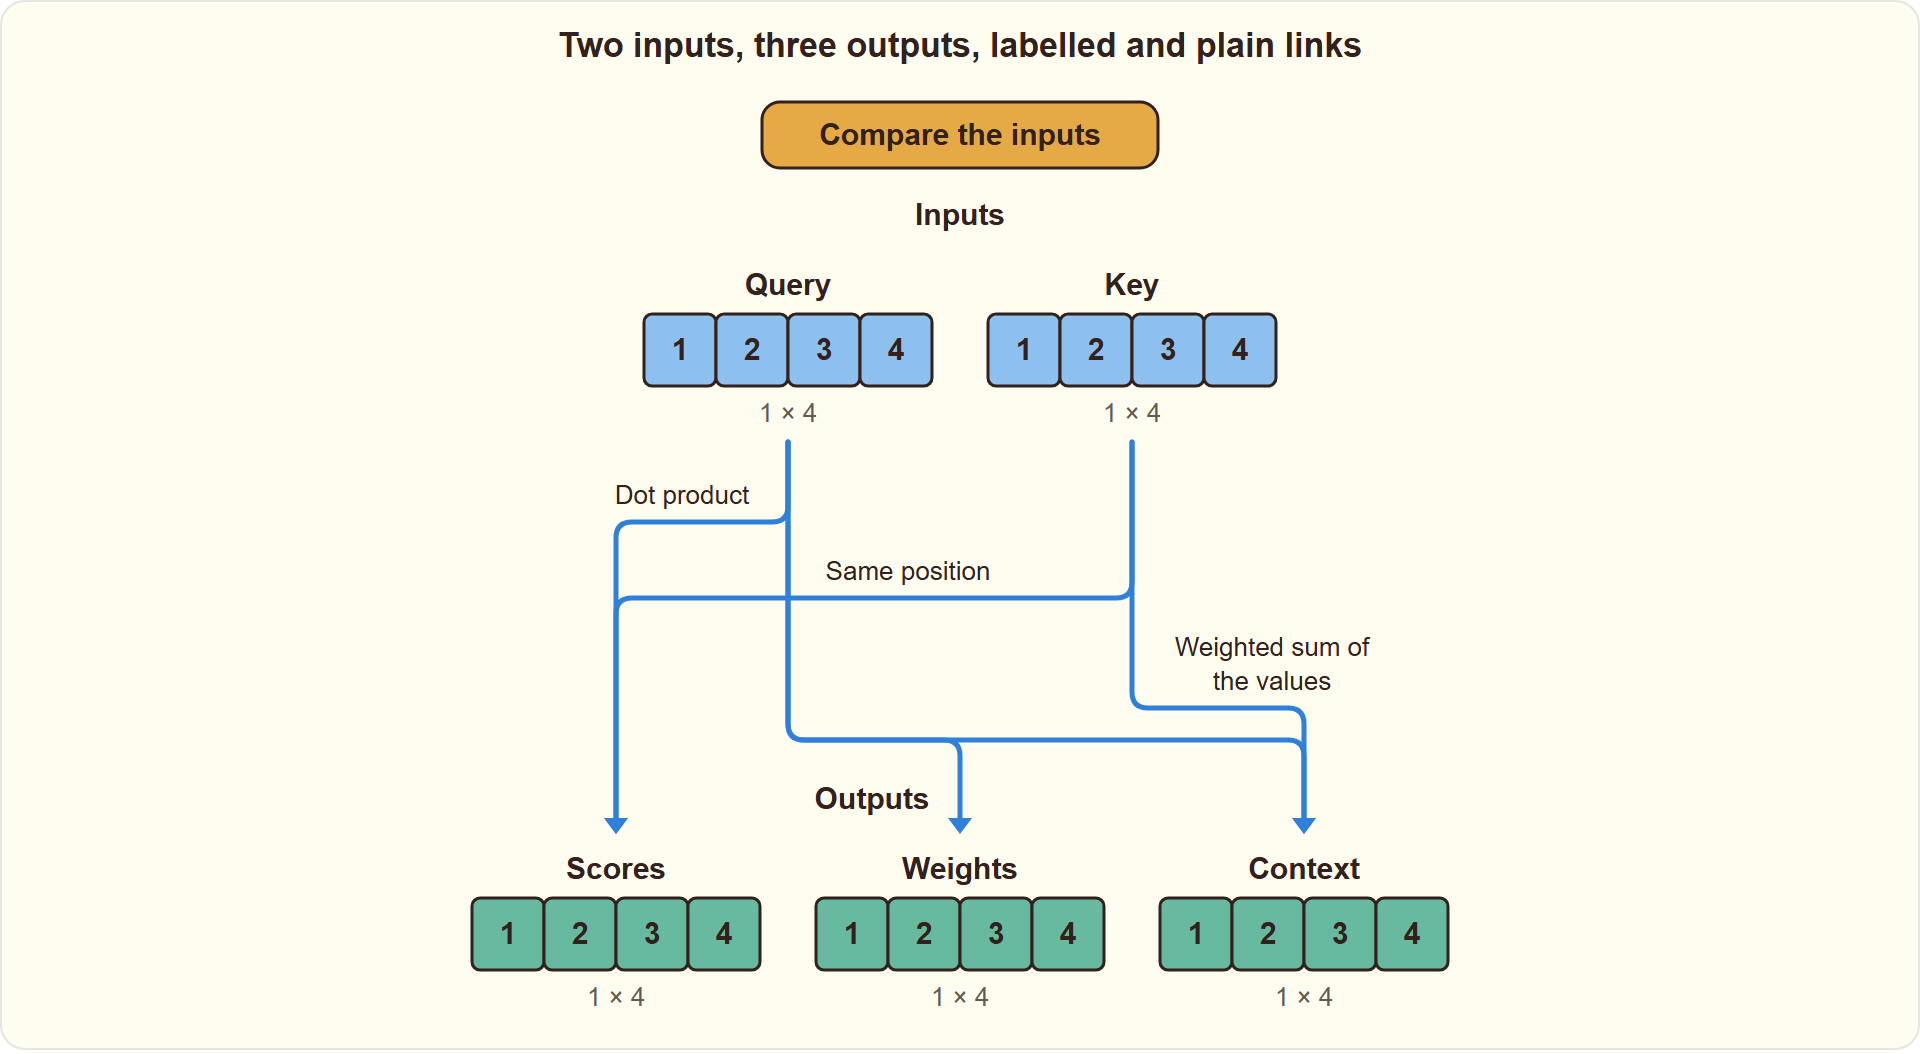 Two inputs, three outputs, labelled and plain links
Compare the inputs
Inputs
Query
Key
1 2 3 4
1 2 3 4
1 × 4
1 × 4
Dot product
Same position
Weighted sum of
the values
Outputs
Scores
Weights
Context
1 2 3 4
1 2 3 4
1 2 3 4
1 × 4
1 × 4
1 × 4